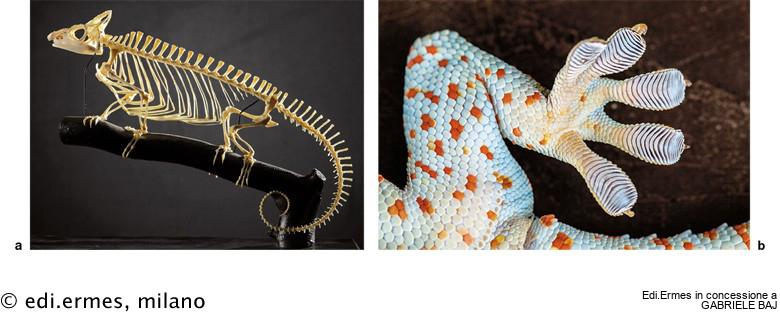 a
b
© edi.ermes, milano
Edi.Ermes in concessione a
GABRIELE BAJ